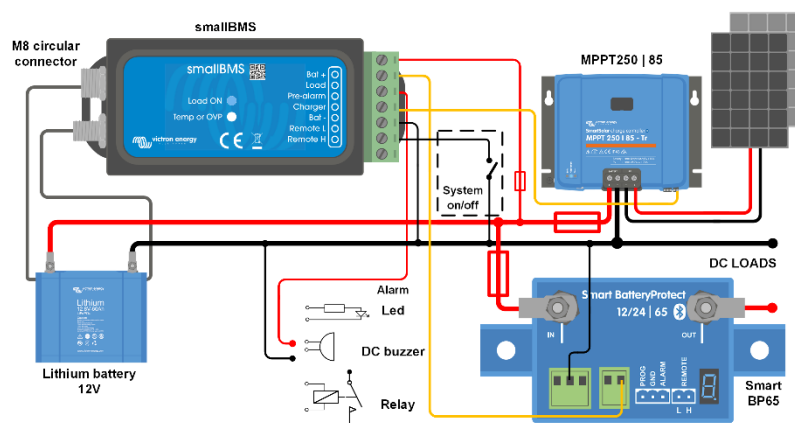 smallBMS
M8 circular
connector
smallBMS
Bat +
Load
Pre-alarm
Charger
Bat -
Remote L
Remote H
Load ON
Temp or OVP
victron energy
CE
MPPT250 | 85
SmartSolar charge controller
MPPT 250 | 85 - Tr
System
on/off
DC LOADS
Lithium
12.8V-60Ah
Lithium battery
12V
Alarm
Led
DC buzzer
Relay
Smart BatteryProtect
12/24 | 65
IN
OUT
PROG
GND
ALARM
REMOTE
L H
Smart
BP65